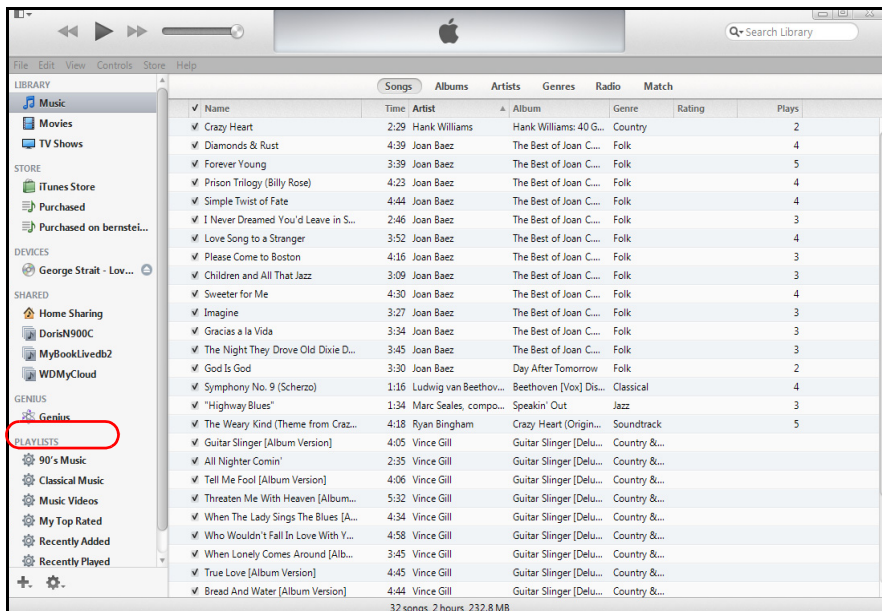 Search Library
File Edit View Controls Store Help
LIBRARY
Music
Movies
TV Shows
STORE
iTunes Store
Purchased
Purchased on bernstei...
DEVICES
George Strait - Lov...
SHARED
Home Sharing
DorisN900C
MyBookLivedb2
WDMyCloud
GENIUS
Genius
PLAYLISTS
90's Music
Classical Music
Music Videos
My Top Rated
Recently Added
Recently Played
Songs Albums Artists Genres Radio Match
Name Time Artist Album Genre Rating Plays
Crazy Heart 2:29 Hank Williams Hank Williams: 40 G... Country 2
Diamonds & Rust 4:39 Joan Baez The Best of Joan C.... Folk 4
Forever Young 3:39 Joan Baez The Best of Joan C.... Folk 5
Prison Trilogy (Billy Rose) 4:23 Joan Baez The Best of Joan C.... Folk 4
Simple Twist of Fate 4:44 Joan Baez The Best of Joan C.... Folk 4
I Never Dreamed You'd Leave in S... 2:46 Joan Baez The Best of Joan C.... Folk 3
Love Song to a Stranger 3:52 Joan Baez The Best of Joan C.... Folk 4
Please Come to Boston 4:16 Joan Baez The Best of Joan C.... Folk 3
Children and All That Jazz 3:09 Joan Baez The Best of Joan C.... Folk 3
Sweeter for Me 4:30 Joan Baez The Best of Joan C.... Folk 4
Imagine 3:27 Joan Baez The Best of Joan C.... Folk 3
Gracias a la Vida 3:34 Joan Baez The Best of Joan C.... Folk 3
The Night They Drove Old Dixie D... 3:45 Joan Baez The Best of Joan C.... Folk 3
God Is God 3:30 Joan Baez Day After Tomorrow Folk 2
Symphony No. 9 (Scherzo) 1:16 Ludwig van Beethov... Beethoven [Vox] Dis... Classical 4
"Highway Blues" 1:34 Marc Seales, compo... Speakin' Out Jazz 3
The Weary Kind (Theme from Craz... 4:18 Ryan Bingham Crazy Heart (Origin... Soundtrack 5
Guitar Slinger [Album Version] 4:05 Vince Gill Guitar Slinger [Delu... Country &...
All Nighter Comin' 2:35 Vince Gill Guitar Slinger [Delu... Country &...
Tell Me Fool [Album Version] 4:06 Vince Gill Guitar Slinger [Delu... Country &...
Threaten Me With Heaven [Album... 5:32 Vince Gill Guitar Slinger [Delu... Country &...
When The Lady Sings The Blues [A... 4:34 Vince Gill Guitar Slinger [Delu... Country &...
Who Wouldn't Fall In Love With Y... 4:58 Vince Gill Guitar Slinger [Delu... Country &...
When Lonely Comes Around [Alb... 3:45 Vince Gill Guitar Slinger [Delu... Country &...
True Love [Album Version] 4:45 Vince Gill Guitar Slinger [Delu... Country &...
Bread And Water [Album Version] 4:44 Vince Gill Guitar Slinger [Delu... Country &...
32 songs, 2 hours, 232.8 MB